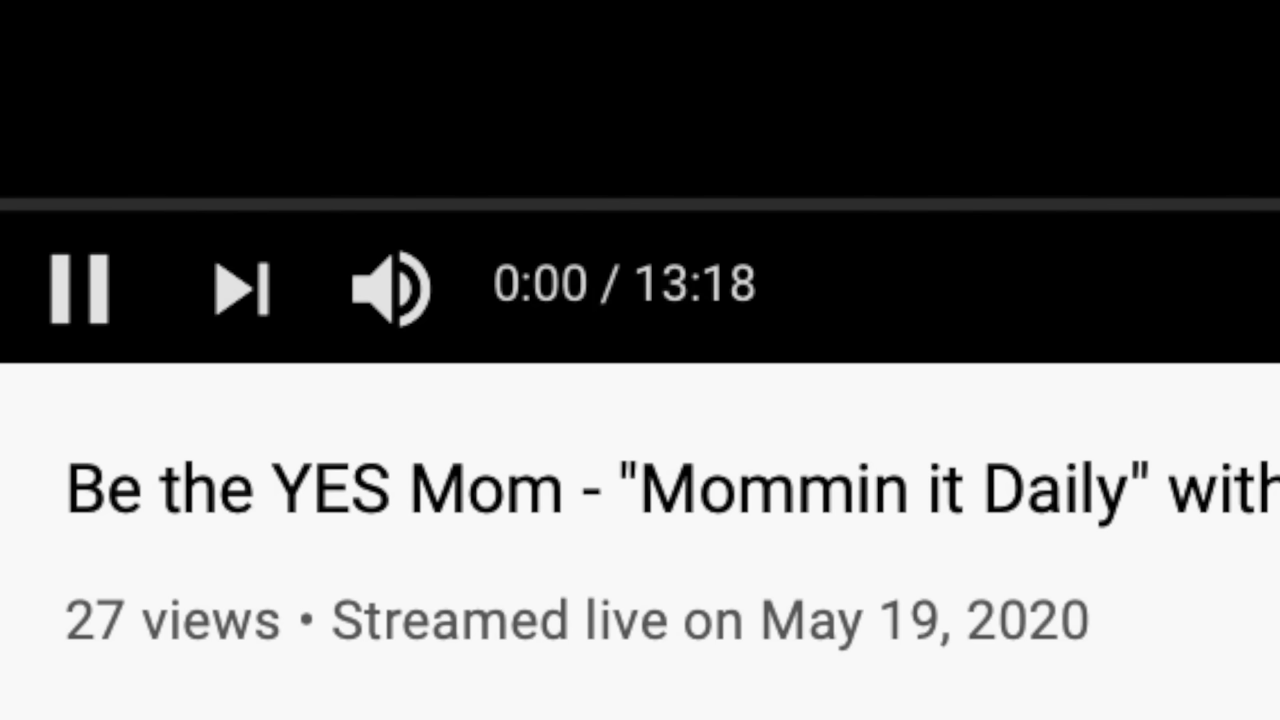 0:00 / 13:18
Be the YES Mom - "Mommin it Daily" with
27 views • Streamed live on May 19, 2020